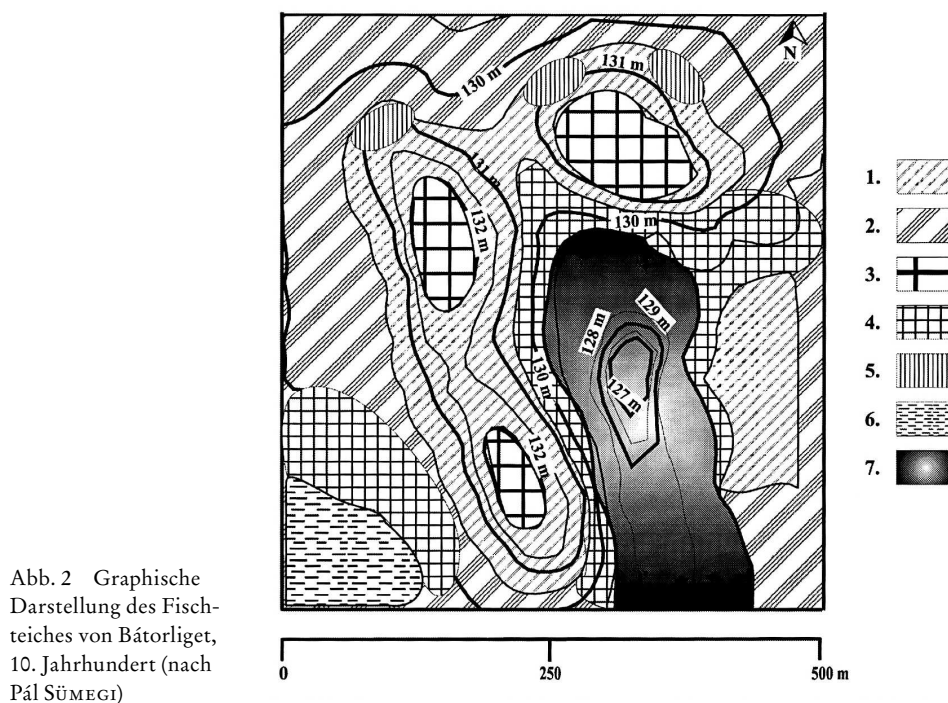 130 m
131 m
N
131 m
132 m
130 m
129 m
128 m
127 m
130 m
132 m
1.
2.
3.
4.
5.
6.
7.
0
250
500 m
Abb. 2 Graphische
Darstellung des Fisch-
teiches von Bátorliget,
10. Jahrhundert (nach
Pál SÜMEGI)